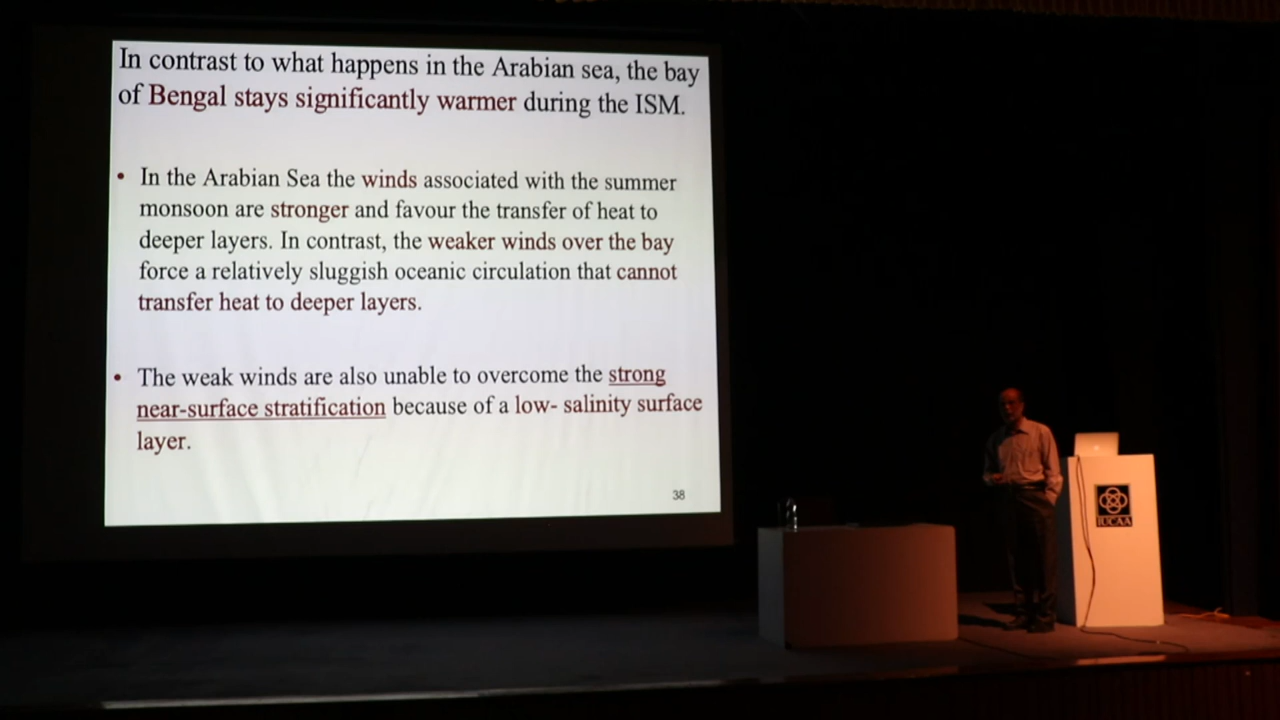 In contrast to what happens in the Arabian sea, the bay
of Bengal stays significantly warmer during the ISM.
• In the Arabian Sea the winds associated with the summer
monsoon are stronger and favour the transfer of heat to
deeper layers. In contrast, the weaker winds over the bay
force a relatively sluggish oceanic circulation that cannot
transfer heat to deeper layers.
• The weak winds are also unable to overcome the strong
near-surface stratification because of a low- salinity surface
layer.
38
IUCAA